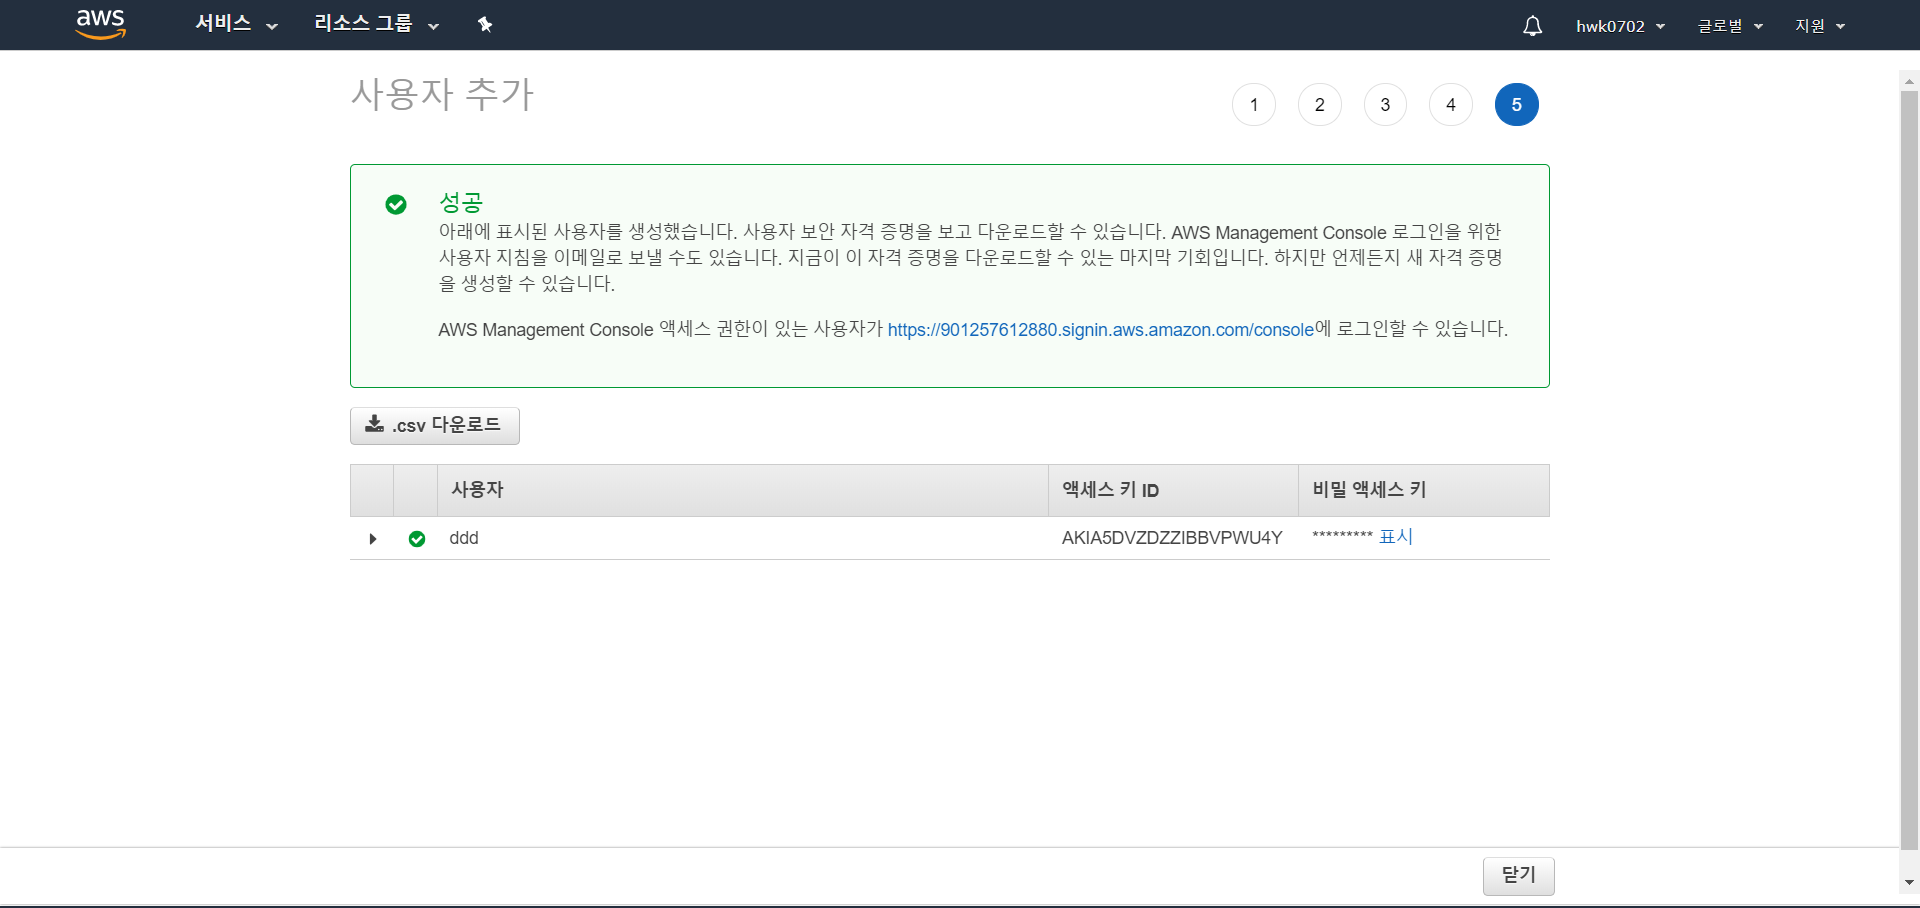 aws 서비스 리소스 그룹 hwk0702 글로벌 지원
사용자 추가
1 2 3 4 5
성공
아래에 표시된 사용자를 생성했습니다. 사용자 보안 자격 증명을 보고 다운로드할 수 있습니다. AWS Management Console 로그인을 위한
사용자 지침을 이메일로 보낼 수도 있습니다. 지금이 이 자격 증명을 다운로드할 수 있는 마지막 기회입니다. 하지만 언제든지 새 자격 증명
을 생성할 수 있습니다.
AWS Management Console 액세스 권한이 있는 사용자가 https://901257612880.signin.aws.amazon.com/console에 로그인할 수 있습니다.
.csv 다운로드
사용자 액세스 키 ID 비밀 액세스 키
ddd AKIA5DVZDZZIBBVPWU4Y ********* 표시
닫기